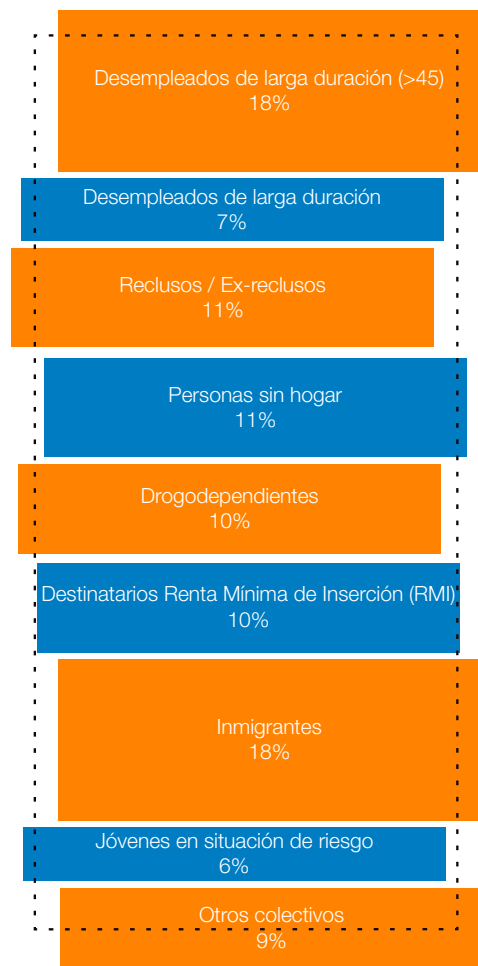 Desempleados de larga duración (>45)
18%
Desempleados de larga duración
7%
Reclusos / Ex-reclusos
11%
Personas sin hogar
11%
Drogodependientes
10%
Destinatarios Renta Mínima de Inserción (RMI)
10%
Inmigrantes
18%
Jóvenes en situación de riesgo
6%
Otros colectivos
9%